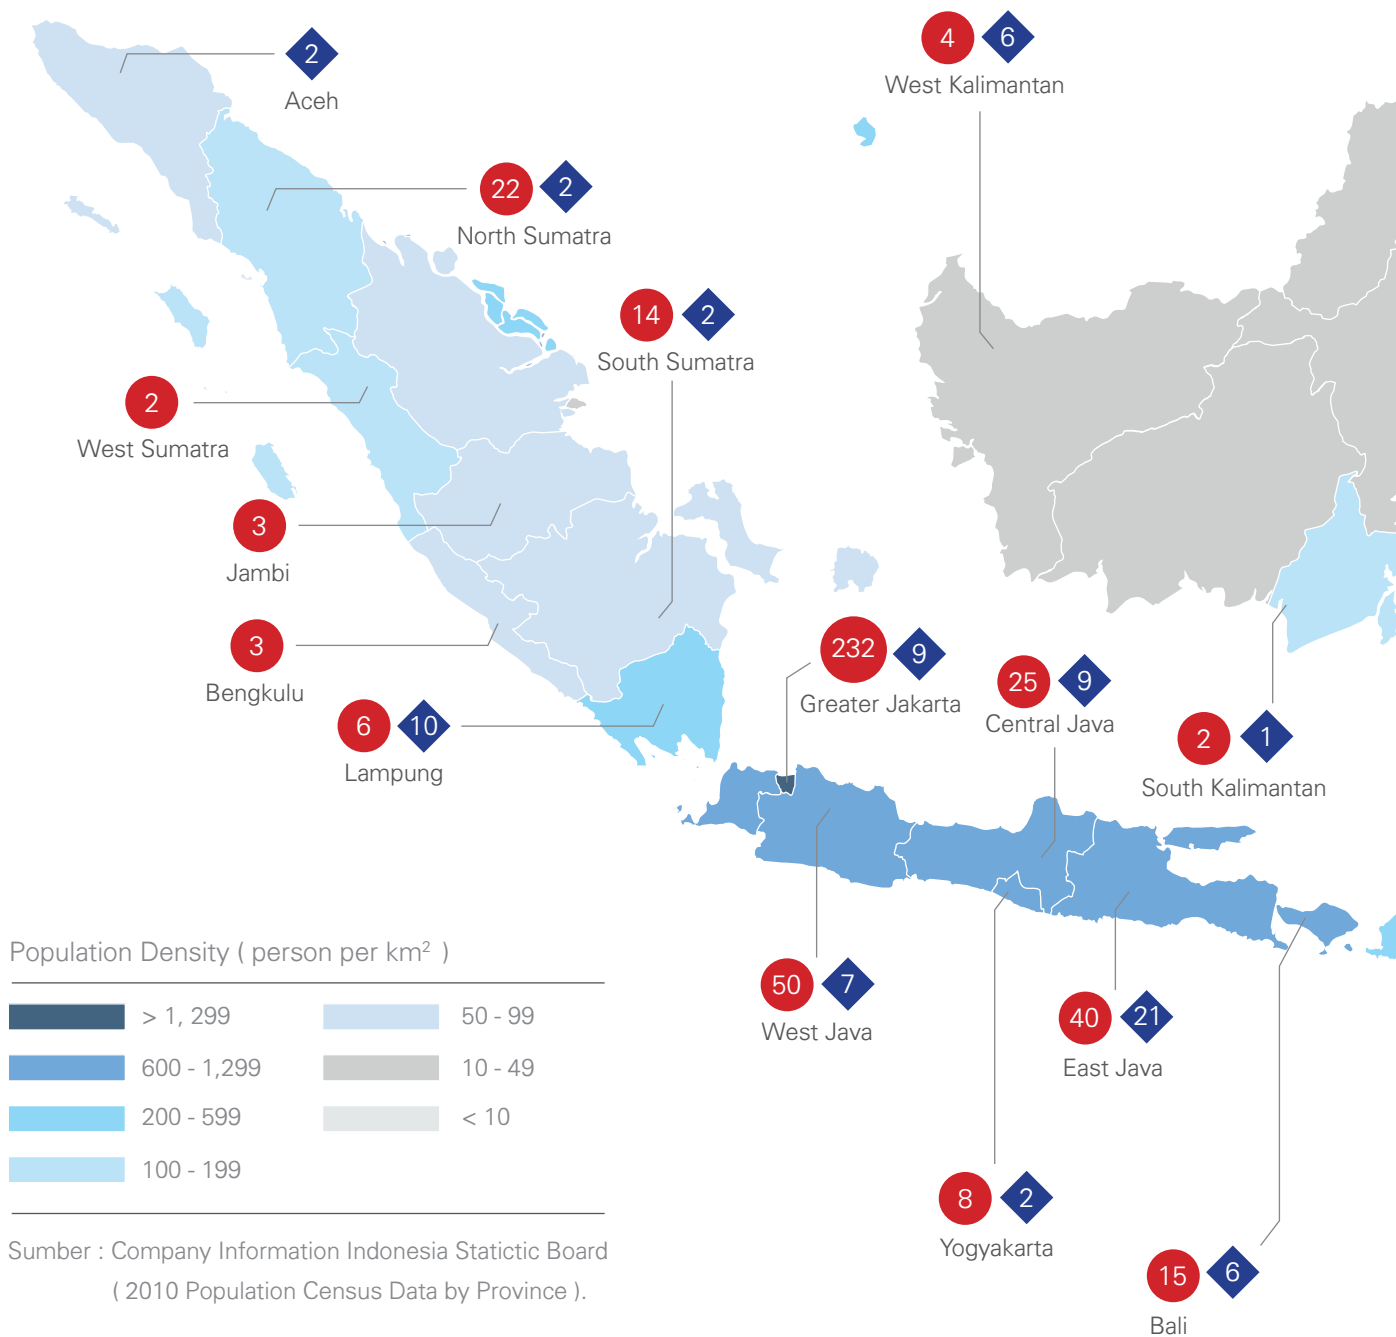 2
Aceh
4 6
West Kalimantan
22 2
North Sumatra
14 2
South Sumatra
2
West Sumatra
3
Jambi
3
Bengkulu
6 10
Lampung
232 9
Greater Jakarta
25 9
Central Java
2 1
South Kalimantan
50 7
West Java
40 21
East Java
8 2
Yogyakarta
15 6
Bali
Population Density ( person per km² )
> 1, 299
600 - 1,299
200 - 599
100 - 199
50 - 99
10 - 49
< 10
Sumber : Company Information Indonesia Statictic Board
( 2010 Population Census Data by Province ).